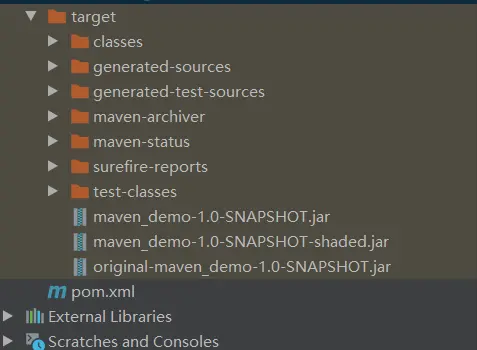 target
classes
generated-sources
generated-test-sources
maven-archiver
maven-status
surefire-reports
test-classes
maven_demo-1.0-SNAPSHOT.jar
maven_demo-1.0-SNAPSHOT-shaded.jar
original-maven_demo-1.0-SNAPSHOT.jar
pom.xml
External Libraries
Scratches and Consoles